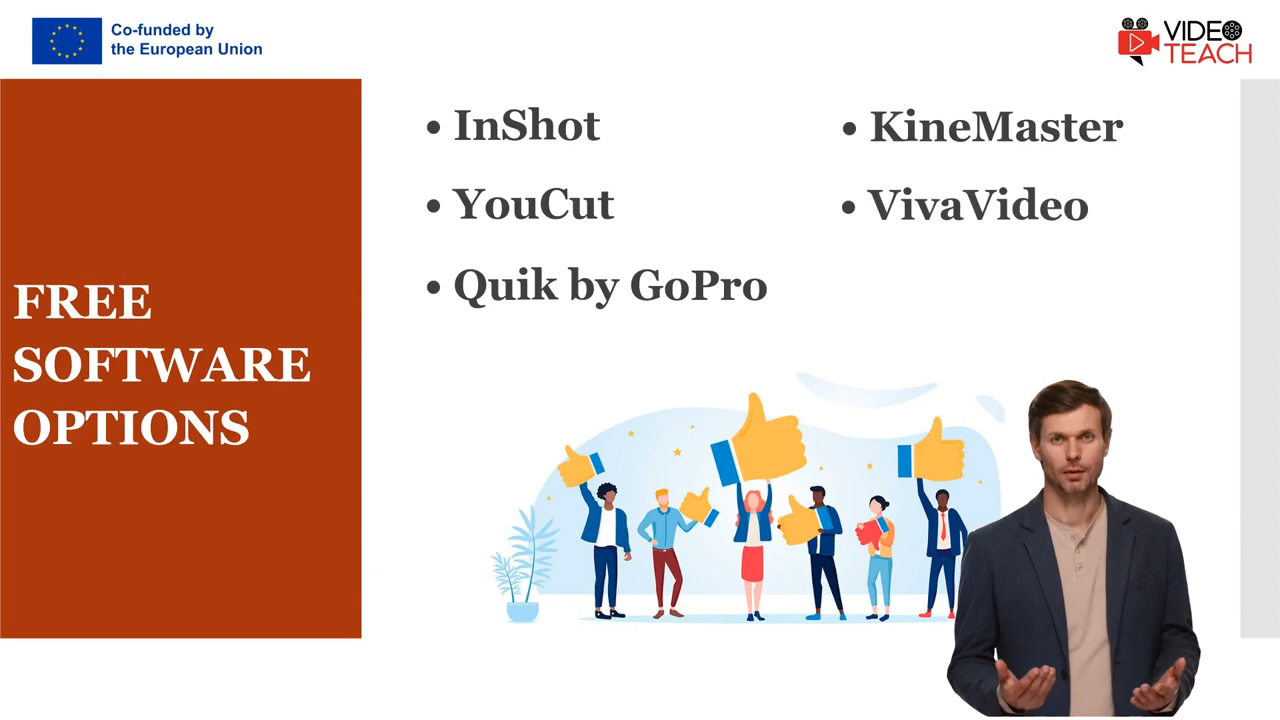 Co-funded by
the European Union
VIDEO
TEACH
FREE
SOFTWARE
OPTIONS
• InShot
• YouCut
• Quik by GoPro
• KineMaster
• VivaVideo